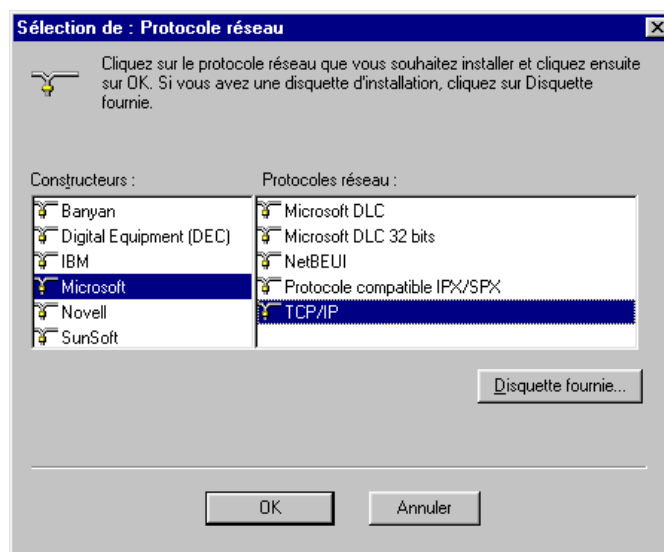 Sélection de : Protocole réseau
Cliquez sur le protocole réseau que vous souhaitez installer et cliquez ensuite
sur OK. Si vous avez une disquette d'installation, cliquez sur Disquette
fournie.
Constructeurs :
Banyan
Digital Equipment (DEC)
IBM
Microsoft
Novell
SunSoft
Protocoles réseau :
Microsoft DLC
Microsoft DLC 32 bits
NetBEUI
Protocole compatible IPX/SPX
TCP/IP
Disquette fournie...
OK
Annuler